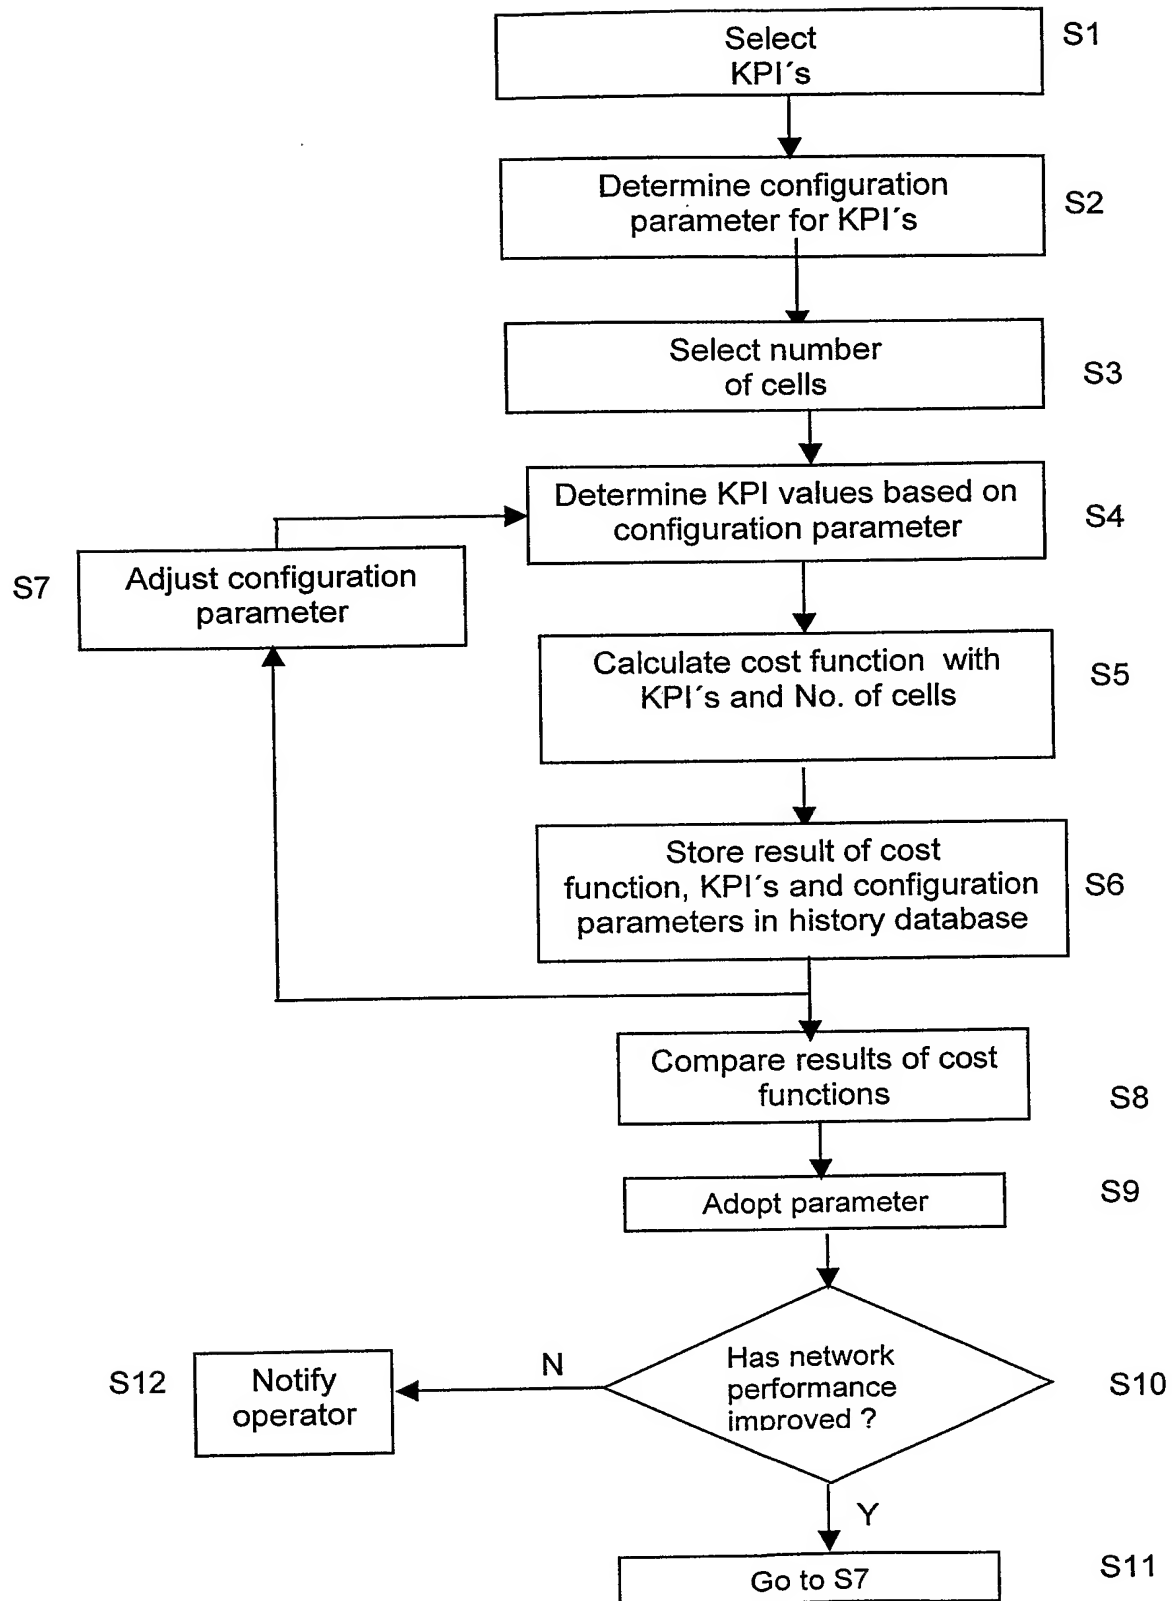 Select
KPI´s
S1
Determine configuration
parameter for KPI´s
S2
Select number
of cells
S3
Determine KPI values based on
configuration parameter
S4
S7
Adjust configuration
parameter
Calculate cost function with
KPI´s and No. of cells
S5
Store result of cost
function, KPI´s and configuration
parameters in history database
S6
Compare results of cost
functions
S8
Adopt parameter
S9
Has network
performance
improved ?
S10
N
S12
Notify
operator
Y
Go to S7
S11